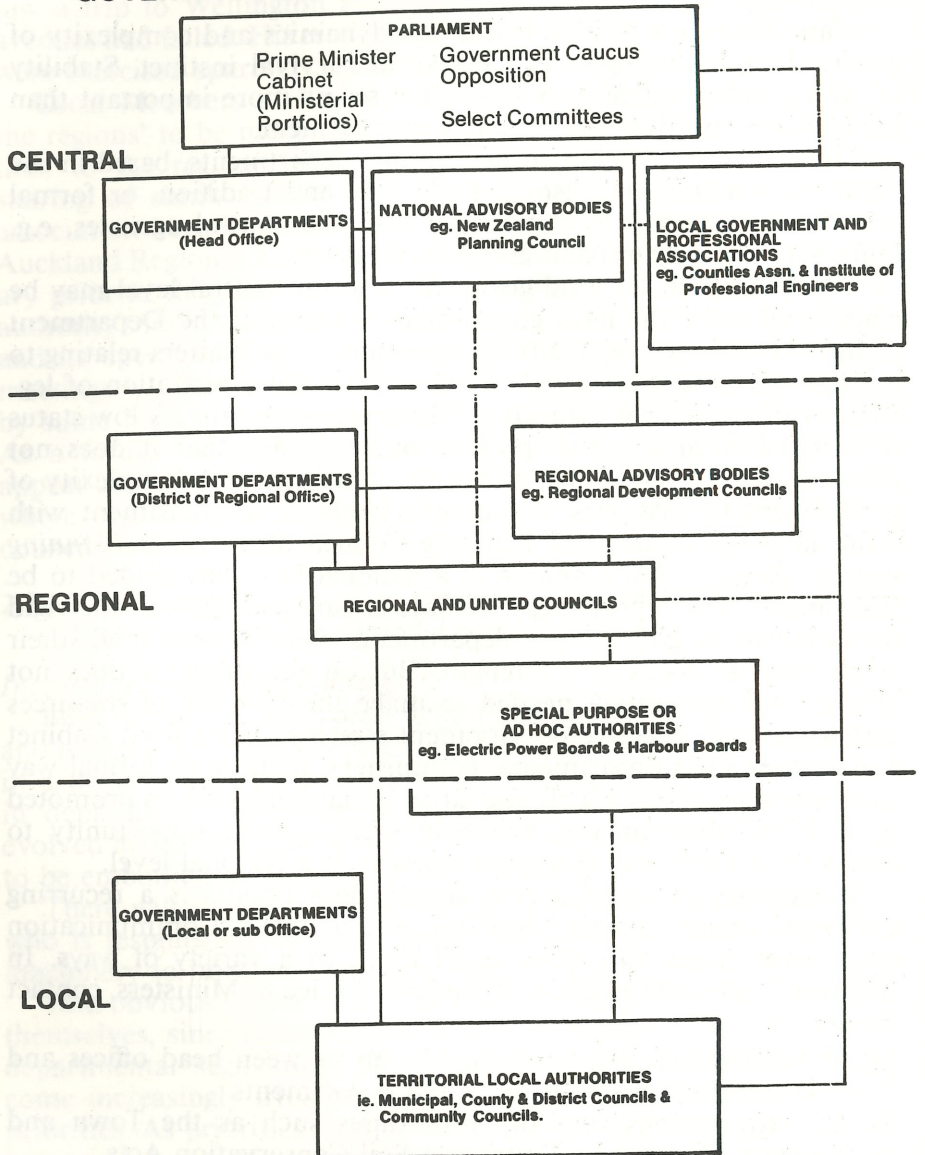 PARLIAMENT
Prime Minister
Cabinet
(Ministerial
Portfolios)
Government Caucus
Opposition
Select Committees
CENTRAL
GOVERNMENT DEPARTMENTS
(Head Office)
NATIONAL ADVISORY BODIES
eg. New Zealand
Planning Council
LOCAL GOVERNMENT AND
PROFESSIONAL
ASSOCIATIONS
eg. Counties Assn. & Institute of
Professional Engineers
GOVERNMENT DEPARTMENTS
(District or Regional Office)
REGIONAL ADVISORY BODIES
eg. Regional Development Councils
REGIONAL
REGIONAL AND UNITED COUNCILS
SPECIAL PURPOSE OR
AD HOC AUTHORITIES
eg. Electric Power Boards & Harbour Boards
GOVERNMENT DEPARTMENTS
(Local or sub Office)
LOCAL
TERRITORIAL LOCAL AUTHORITIES
ie. Municipal, County & District Councils &
Community Councils.